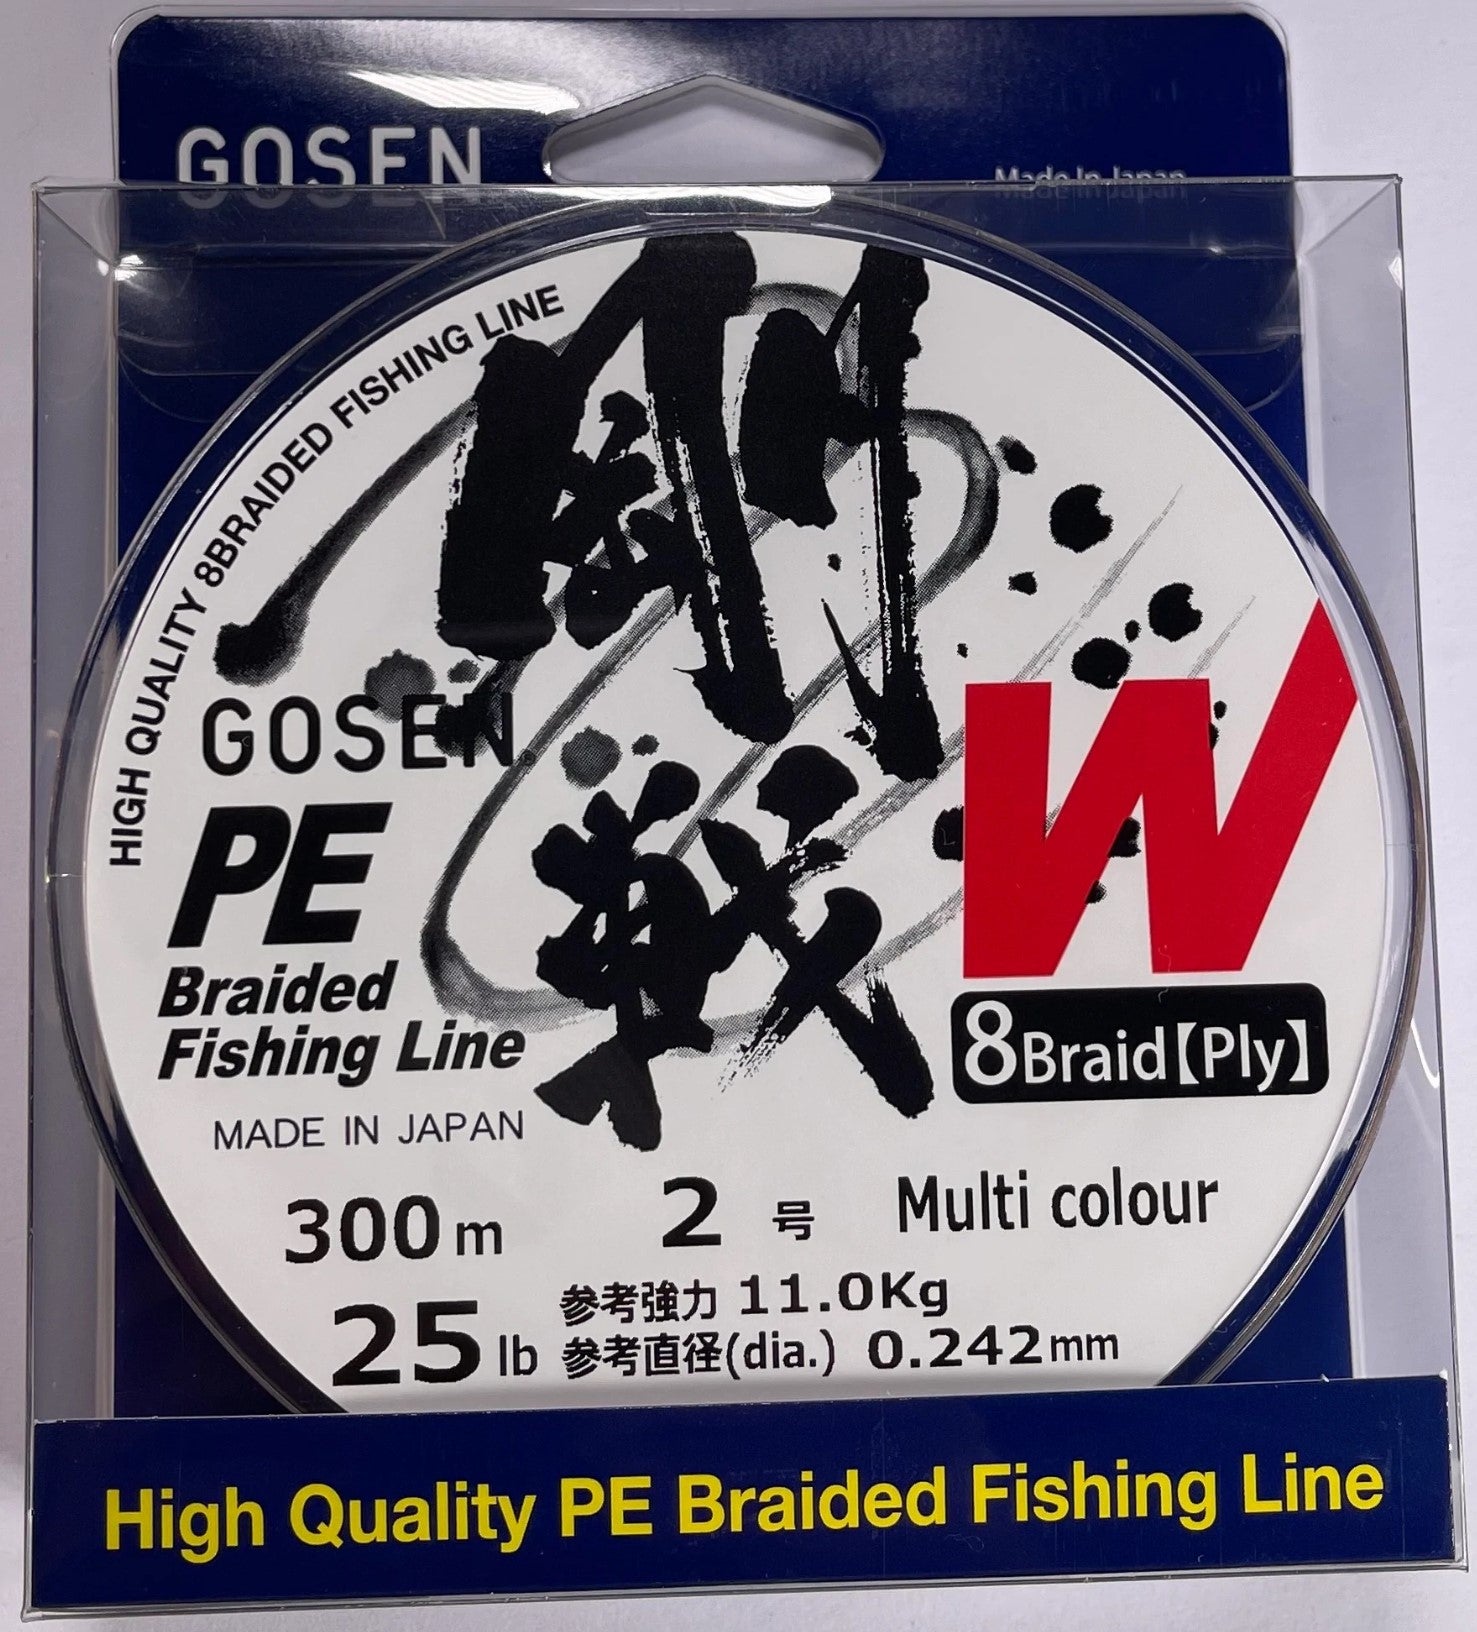 GOSEN
Made In Japan
HIGH QUALITY 8BRAIDED FISHING LINE
剛戦
W
GOSEN®
PE
Braided
Fishing Line
8Braid【Ply】
MADE IN JAPAN
300m 2号 Multi colour
25lb 参考強力 11.0Kg
参考直径(dia.) 0.242mm
High Quality PE Braided Fishing Line